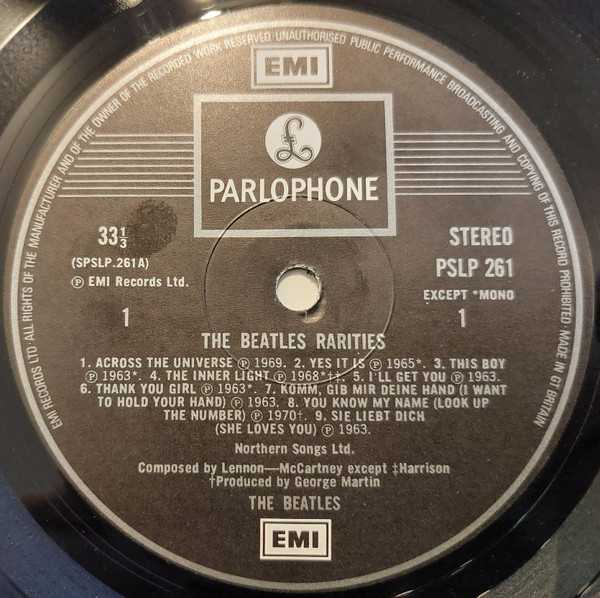 EMI RECORDS LTD · ALL RIGHTS OF THE MANUFACTURER AND OF THE OWNER OF THE RECORDED WORK RESERVED UNAUTHORISED PUBLIC PERFORMANCE BROADCASTING AND COPYING OF THIS RECORD PROHIBITED · MADE IN GT BRITAIN
EMI
£
PARLOPHONE
33⅓
STEREO
(SPSLP.261A)
PSLP 261
Ⓟ EMI Records Ltd.
EXCEPT *MONO
1
1
THE BEATLES RARITIES
1. ACROSS THE UNIVERSE Ⓟ 1969. 2. YES IT IS Ⓟ 1965*. 3. THIS BOY
Ⓟ 1963*. 4. THE INNER LIGHT Ⓟ 1968*‡†. 5. I'LL GET YOU Ⓟ 1963.
6. THANK YOU GIRL Ⓟ 1963*. 7. KOMM, GIB MIR DEINE HAND (I WANT
TO HOLD YOUR HAND) Ⓟ 1963. 8. YOU KNOW MY NAME (LOOK UP
THE NUMBER) Ⓟ 1970†. 9. SIE LIEBT DICH
(SHE LOVES YOU) Ⓟ 1963.
Northern Songs Ltd.
Composed by Lennon—McCartney except ‡Harrison
†Produced by George Martin
THE BEATLES
EMI